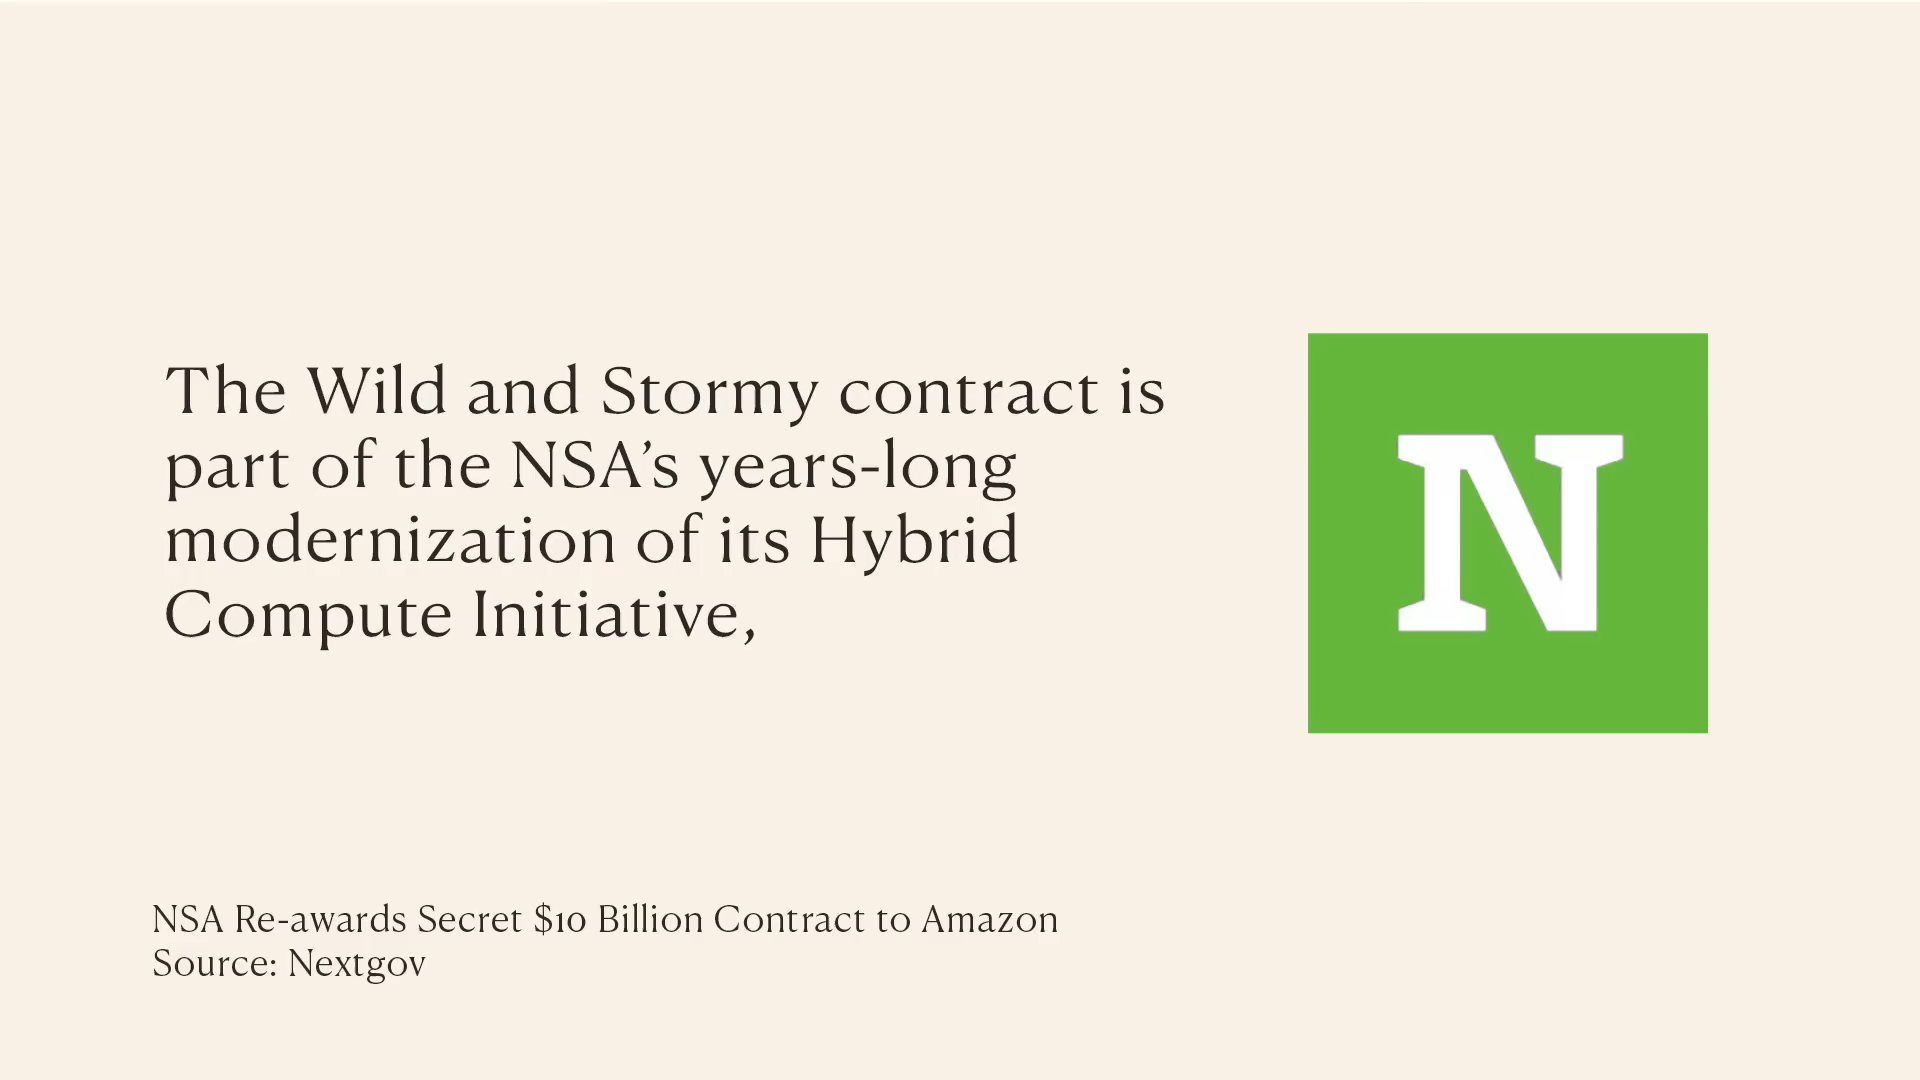 The Wild and Stormy contract is
part of the NSA’s years-long
modernization of its Hybrid
Compute Initiative,
N
NSA Re-awards Secret $10 Billion Contract to Amazon
Source: Nextgov